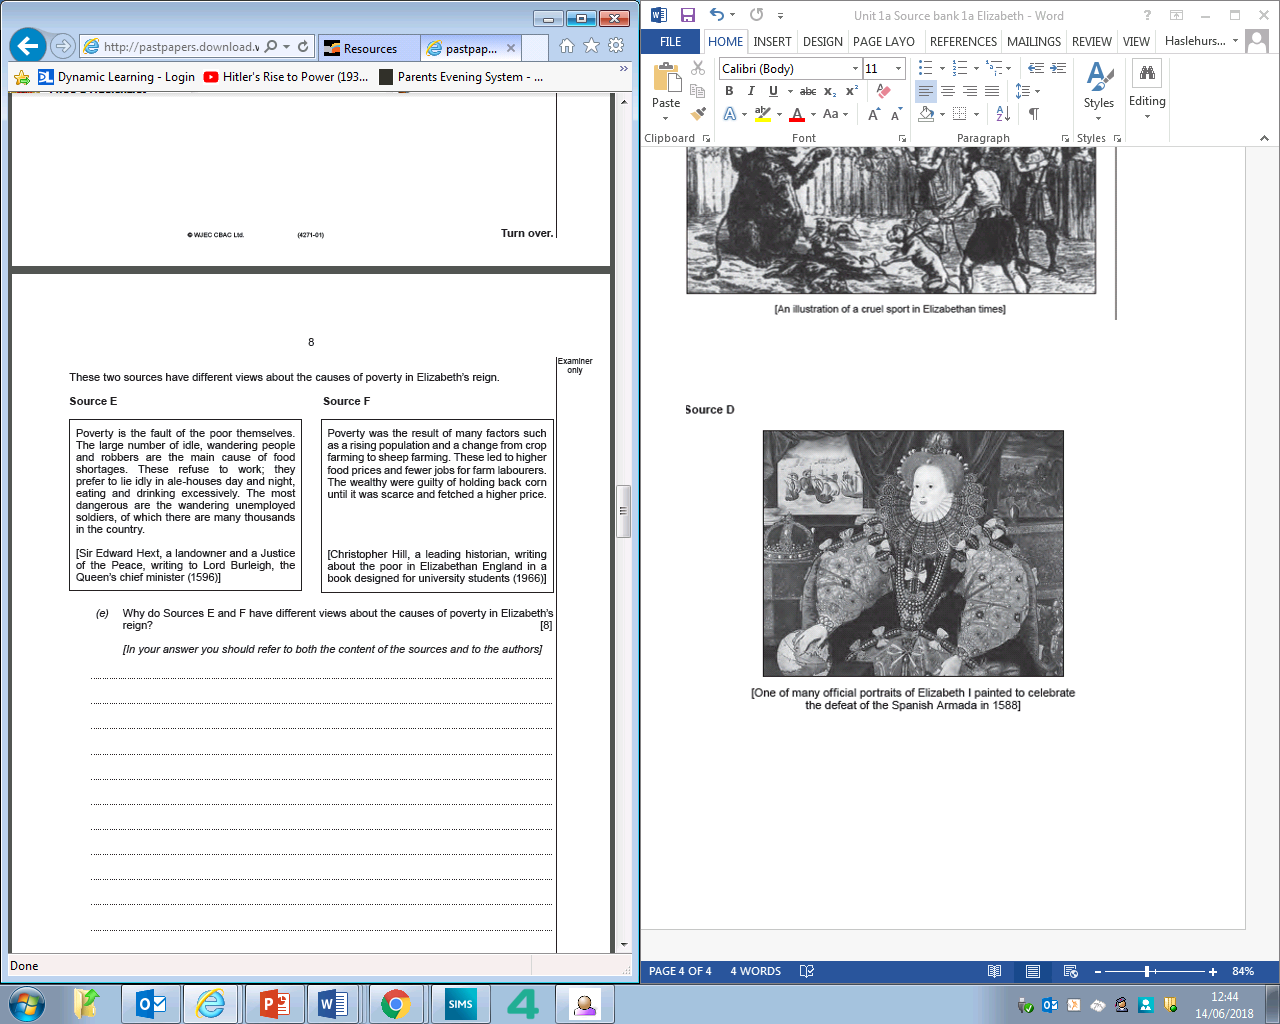 http://pastpapers.download.w
Resources
pastpap...
Dynamic Learning - Login
Hitler's Rise to Power (193...
Parents Evening System - ...
»
© WJEC CBAC Ltd.
(4271-01)
Turn over.
8
Examiner
only
These two sources have different views about the causes of poverty in Elizabeth's reign.
Source E
Poverty is the fault of the poor themselves.
The large number of idle, wandering people
and robbers are the main cause of food
shortages. These refuse to work; they
prefer to lie idly in ale-houses day and night,
eating and drinking excessively. The most
dangerous are the wandering unemployed
soldiers, of which there are many thousands
in the country.
[Sir Edward Hext, a landowner and a Justice
of the Peace, writing to Lord Burleigh, the
Queen's chief minister (1596)]
Source F
Poverty was the result of many factors such
as a rising population and a change from crop
farming to sheep farming. These led to higher
food prices and fewer jobs for farm labourers.
The wealthy were guilty of holding back corn
until it was scarce and fetched a higher price.
[Christopher Hill, a leading historian, writing
about the poor in Elizabethan England in a
book designed for university students (1966)]
(e) Why do Sources E and F have different views about the causes of poverty in Elizabeth's
reign? [8]
[In your answer you should refer to both the content of the sources and to the authors]
Done
Unit 1a Source bank 1a Elizabeth - Word
FILE HOME INSERT DESIGN PAGE LAYO REFERENCES MAILINGS REVIEW VIEW Haslehurs...
Calibri (Body) 11
B I U abc x₂ x²
A ab A Aa A A
Paste
Styles
Editing
Clipboard Font Paragraph Styles
[An illustration of a cruel sport in Elizabethan times]
Source D
[One of many official portraits of Elizabeth I painted to celebrate
the defeat of the Spanish Armada in 1588]
PAGE 4 OF 4 4 WORDS 84%
SIMS
12:44
14/06/2018